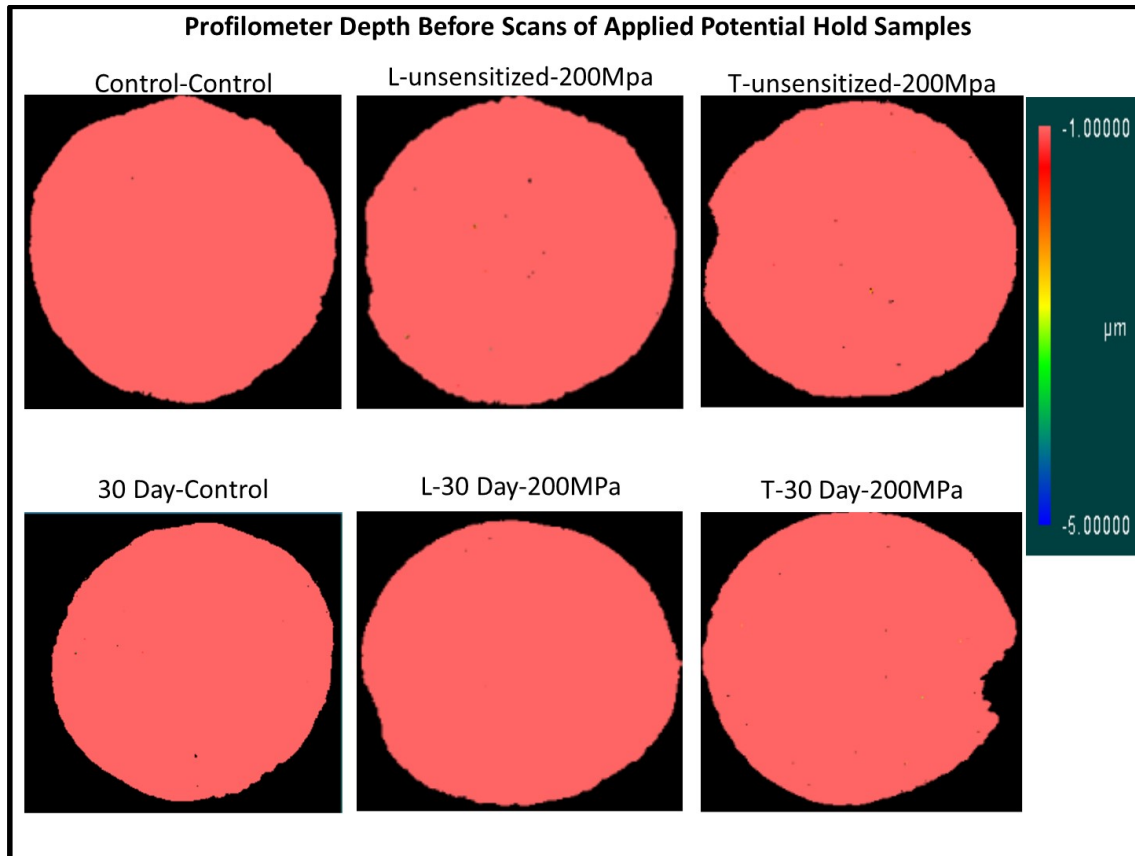 Profilometer Depth Before Scans of Applied Potential Hold Samples
Control-Control
L-unsensitized-200Mpa
T-unsensitized-200Mpa
-1.00000
µm
-5.00000
30 Day-Control
L-30 Day-200MPa
T-30 Day-200MPa